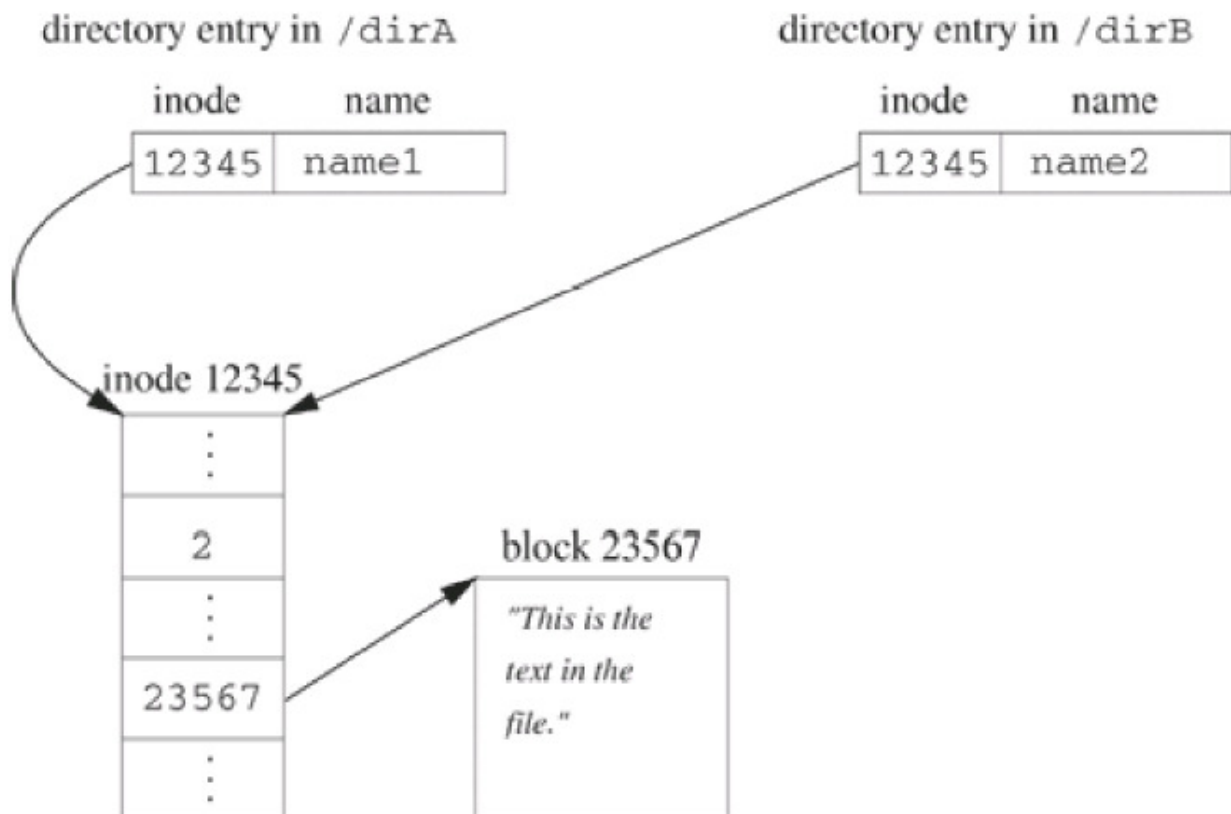 directory entry in /dirA
directory entry in /dirB
inode name
inode name
12345 name1
12345 name2
inode 12345
2
block 23567
"This is the
text in the
23567
file."